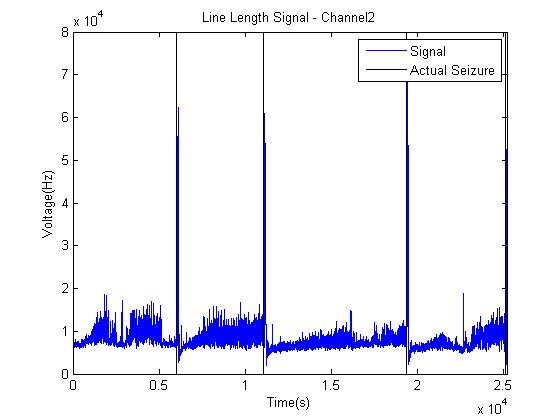 Line Length Signal - Channel2
x 10^4
8
7
6
5
4
3
2
1
0
Voltage(Hz)
Signal
Actual Seizure
0
0.5
1
1.5
2
2.5
x 10^4
Time(s)